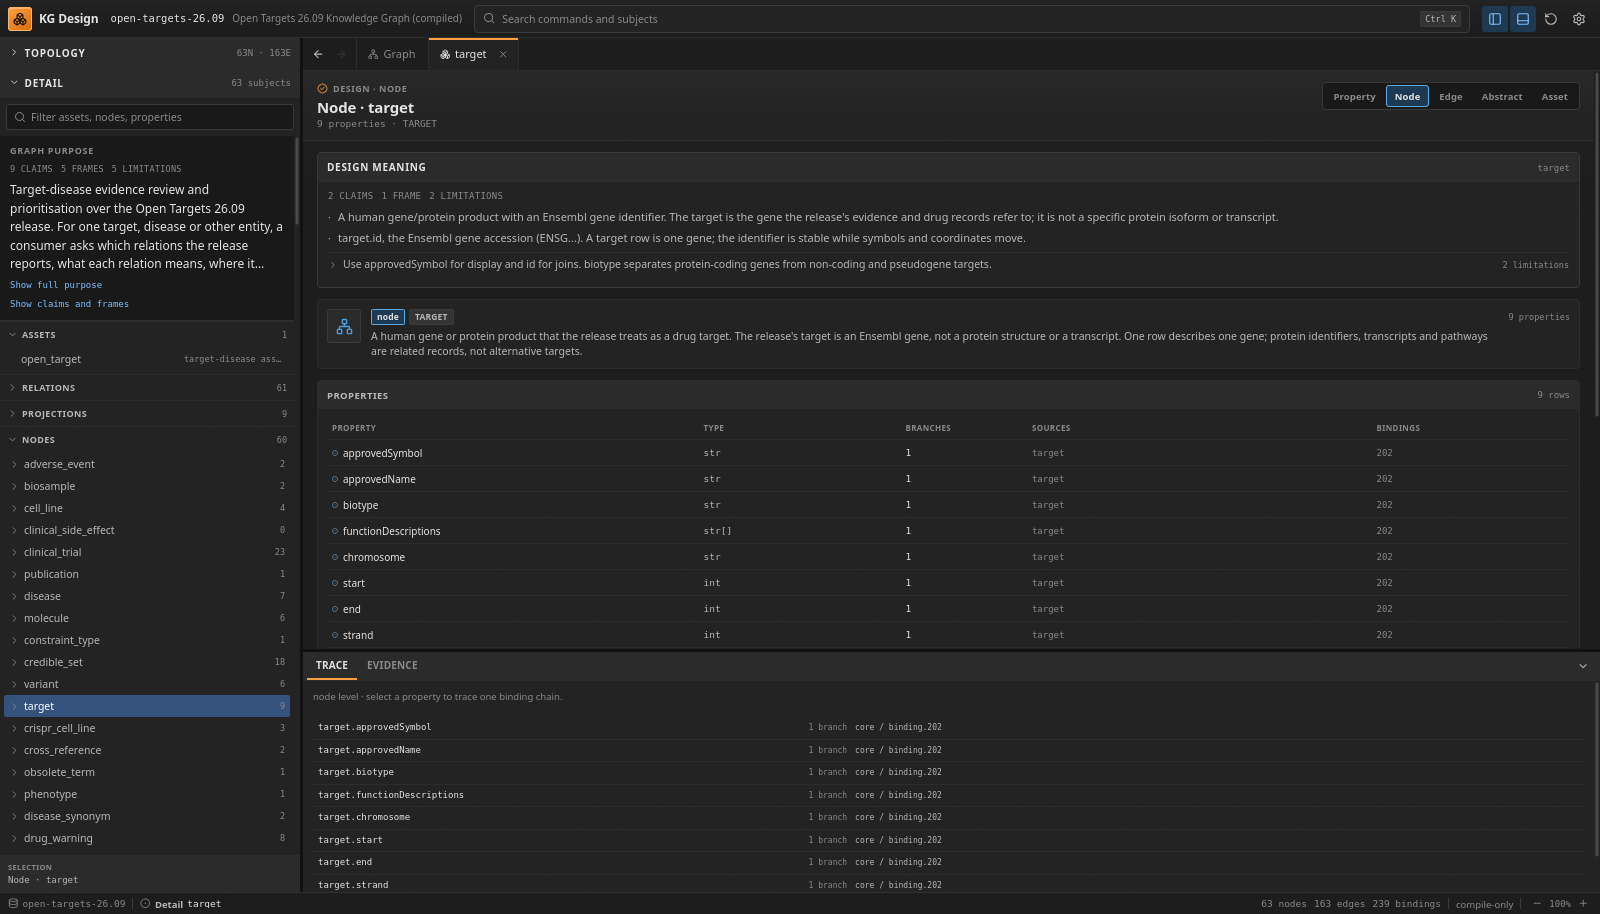 KG Design open-targets-26.09 Open Targets 26.09 Knowledge Graph (compiled) Search commands and subjects Ctrl K
TOPOLOGY 63N · 163E
DETAIL 63 subjects
Filter assets, nodes, properties
GRAPH PURPOSE
9 CLAIMS 5 FRAMES 5 LIMITATIONS
Target-disease evidence review and
prioritisation over the Open Targets 26.09
release. For one target, disease or other entity, a
consumer asks which relations the release
reports, what each relation means, where it...
Show full purpose
Show claims and frames
ASSETS 1
open_target target-disease ass…
RELATIONS 61
PROJECTIONS 9
NODES 60
adverse_event 2
biosample 2
cell_line 4
clinical_side_effect 0
clinical_trial 23
publication 1
disease 7
molecule 6
constraint_type 1
credible_set 18
variant 6
target 9
crispr_cell_line 3
cross_reference 2
obsolete_term 1
phenotype 1
disease_synonym 2
drug_warning 8
SELECTION
Node · target
Graph target
DESIGN · NODE
Node · target
9 properties · TARGET
Property Node Edge Abstract Asset
DESIGN MEANING target
2 CLAIMS 1 FRAME 2 LIMITATIONS
· A human gene/protein product with an Ensembl gene identifier. The target is the gene the release's evidence and drug records refer to; it is not a specific protein isoform or transcript.
· target.id, the Ensembl gene accession (ENSG...). A target row is one gene; the identifier is stable while symbols and coordinates move.
Use approvedSymbol for display and id for joins. biotype separates protein-coding genes from non-coding and pseudogene targets. 2 limitations
node TARGET 9 properties
A human gene or protein product that the release treats as a drug target. The release's target is an Ensembl gene, not a protein structure or a transcript. One row describes one gene; protein identifiers, transcripts and pathways
are related records, not alternative targets.
PROPERTIES 9 rows
PROPERTY TYPE BRANCHES SOURCES BINDINGS
approvedSymbol str 1 target 202
approvedName str 1 target 202
biotype str 1 target 202
functionDescriptions str[] 1 target 202
chromosome str 1 target 202
start int 1 target 202
end int 1 target 202
strand int 1 target 202
TRACE EVIDENCE
node level · select a property to trace one binding chain.
target.approvedSymbol 1 branch core / binding.202
target.approvedName 1 branch core / binding.202
target.biotype 1 branch core / binding.202
target.functionDescriptions 1 branch core / binding.202
target.chromosome 1 branch core / binding.202
target.start 1 branch core / binding.202
target.end 1 branch core / binding.202
target.strand 1 branch core / binding.202
open-targets-26.09 Detail target 63 nodes 163 edges 239 bindings compile-only 100%